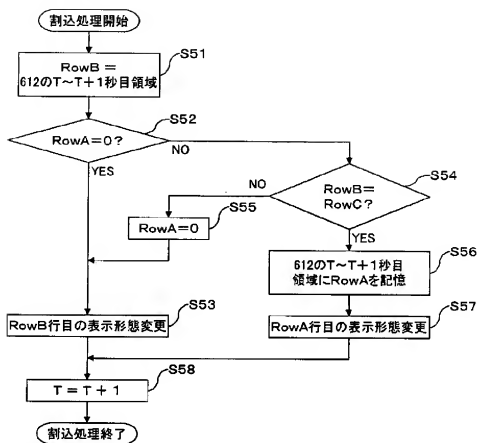 割込処理開始
S51
RowB=
612のT~T+1秒目領域
S52
RowA=0?
NO
YES
S54
RowB=
RowC?
NO
YES
S55
RowA=0
S56
612のT~T+1秒目
領域にRowAを記憶
S53
RowB行目の表示形態変更
S57
RowA行目の表示形態変更
S58
T=T+1
割込処理終了